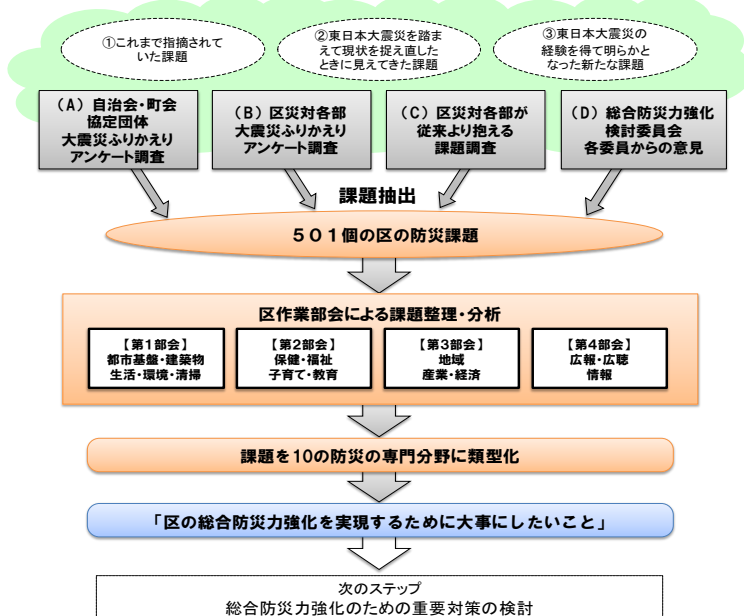 ①これまで指摘されて
いた課題
②東日本大震災を踏ま
えて現状を捉え直した
ときに見えてきた課題
③東日本大震災の
経験を得て明らかと
なった新たな課題
(A)自治会・町会
協定団体
大震災ふりかえり
アンケート調査
(B)区災対各部
大震災ふりかえり
アンケート調査
(C)区災対各部が
従来より抱える
課題調査
(D)総合防災力強化
検討委員会
各委員からの意見
課題抽出
501個の区の防災課題
区作業部会による課題整理・分析
【第1部会】
都市基盤・建築物
生活・環境・清掃
【第2部会】
保健・福祉
子育て・教育
【第3部会】
地域
産業・経済
【第4部会】
広報・広聴
情報
課題を10の防災の専門分野に類型化
「区の総合防災力強化を実現するために大事にしたいこと」
次のステップ
総合防災力強化のための重要対策の検討